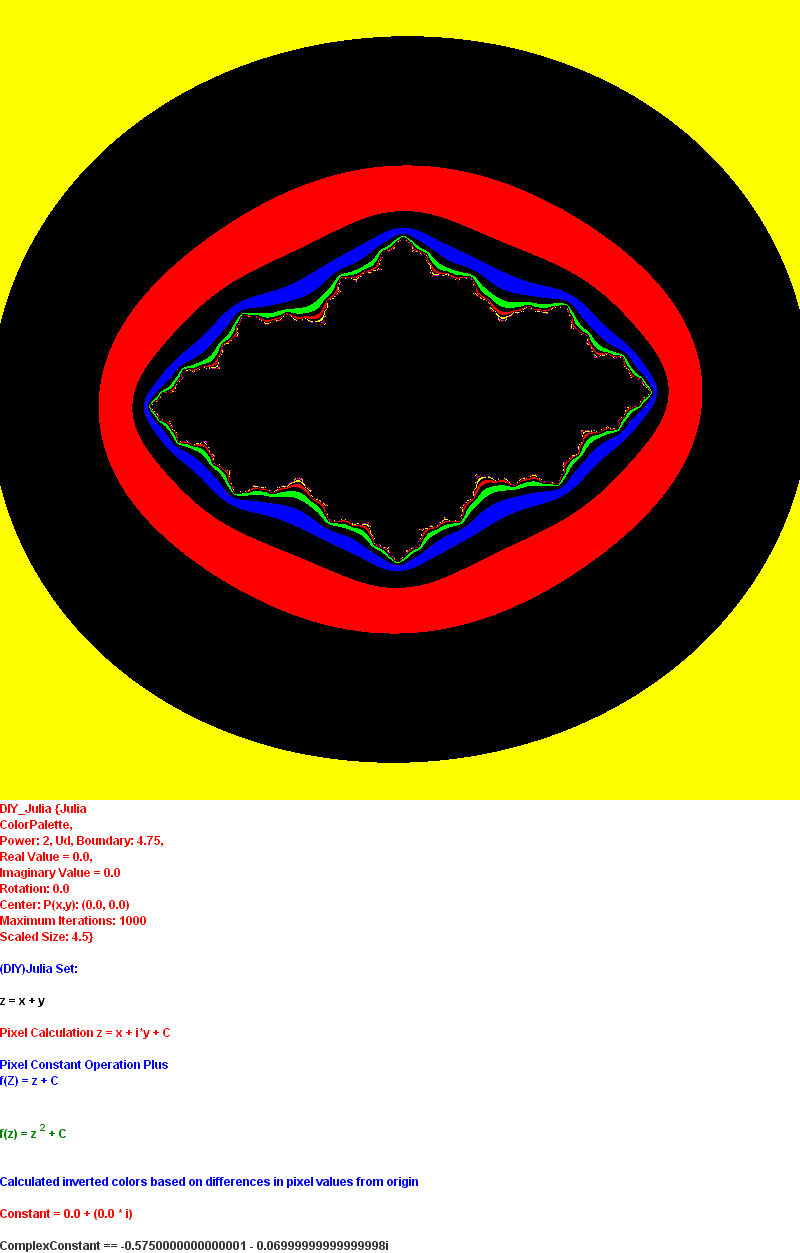 DIY_Julia {Julia
ColorPalette,
Power: 2, Ud, Boundary: 4.75,
Real Value = 0.0,
Imaginary Value = 0.0
Rotation: 0.0
Center: P(x,y): (0.0, 0.0)
Maximum Iterations: 1000
Scaled Size: 4.5}
(DIY)Julia Set:
z = x + y
Pixel Calculation z = x + i*y + C
Pixel Constant Operation Plus
f(Z) = z + C
f(z) = z 2 + C
Calculated inverted colors based on differences in pixel values from origin
Constant = 0.0 + (0.0 * i)
ComplexConstant == -0.5750000000000001 - 0.06999999999999998i